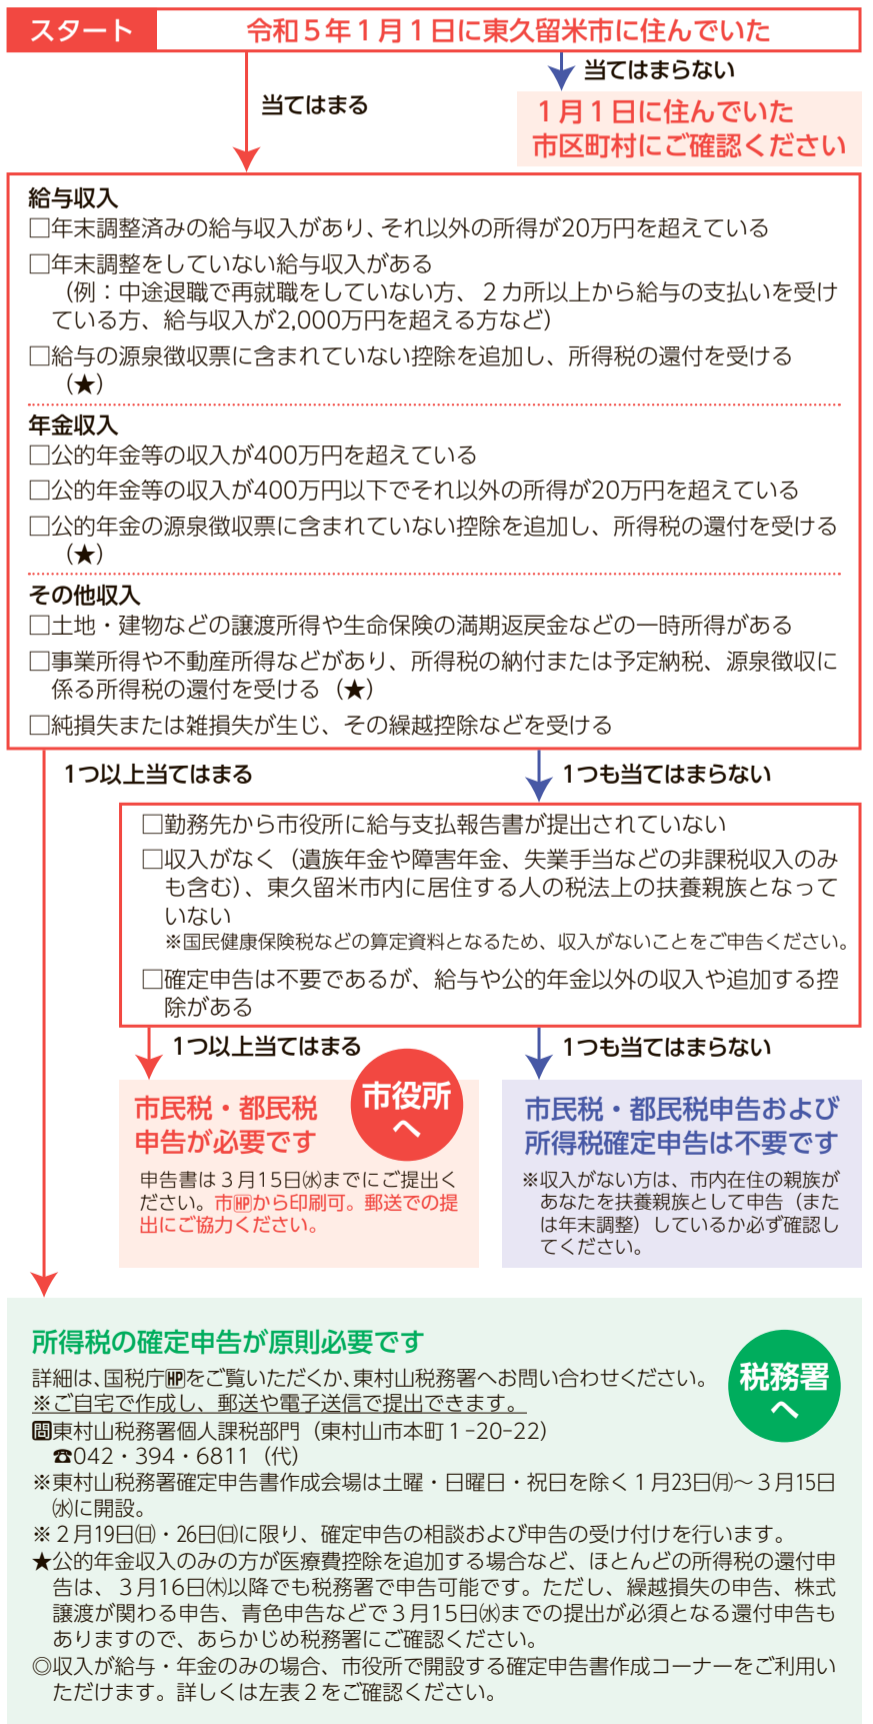 スタート 令和５年１月１日に東久留米市に住んでいた
当てはまらない
当てはまる
１月１日に住んでいた
市区町村にご確認ください
給与収入
□年末調整済みの給与収入があり、それ以外の所得が20万円を超えている
□年末調整をしていない給与収入がある
（例：中途退職で再就職をしていない方、２カ所以上から給与の支払いを受け
ている方、給与収入が2,000万円を超える方など）
□給与の源泉徴収票に含まれていない控除を追加し、所得税の還付を受ける
（★）
年金収入
□公的年金等の収入が400万円を超えている
□公的年金等の収入が400万円以下でそれ以外の所得が20万円を超えている
□公的年金の源泉徴収票に含まれていない控除を追加し、所得税の還付を受ける
（★）
その他収入
□土地・建物などの譲渡所得や生命保険の満期返戻金などの一時所得がある
□事業所得や不動産所得などがあり、所得税の納付または予定納税、源泉徴収に
係る所得税の還付を受ける（★）
□純損失または雑損失が生じ、その繰越控除などを受ける
1つ以上当てはまる
1つも当てはまらない
□勤務先から市役所に給与支払報告書が提出されていない
□収入がなく（遺族年金や障害年金、失業手当などの非課税収入のみ
も含む）、東久留米市内に居住する人の税法上の扶養親族となって
いない
※国民健康保険税などの算定資料となるため、収入がないことをご申告ください。
□確定申告は不要であるが、給与や公的年金以外の収入や追加する控
除がある
1つ以上当てはまる
1つも当てはまらない
市民税・都民税
申告が必要です
市役所
へ
申告書は３月15日㈬までにご提出く
ださい。市HPから印刷可。郵送での提
出にご協力ください。
市民税・都民税申告および
所得税確定申告は不要です
※収入がない方は、市内在住の親族が
あなたを扶養親族として申告（また
は年末調整）しているか必ず確認し
てください。
所得税の確定申告が原則必要です
税務署
へ
詳細は、国税庁HPをご覧いただくか、東村山税務署へお問い合わせください。
※ご自宅で作成し、郵送や電子送信で提出できます。
問東村山税務署個人課税部門（東村山市本町１-20-22）
☎042・394・6811（代）
※東村山税務署確定申告書作成会場は土曜・日曜日・祝日を除く１月23日㈪～３月15日
㈬に開設。
※２月19日㈰・26日㈰に限り、確定申告の相談および申告の受け付けを行います。
★公的年金収入のみの方が医療費控除を追加する場合など、ほとんどの所得税の還付申
告は、３月16日㈭以降でも税務署で申告可能です。ただし、繰越損失の申告、株式
譲渡が関わる申告、青色申告などで３月15日㈬までの提出が必須となる還付申告も
ありますので、あらかじめ税務署にご確認ください。
◎収入が給与・年金のみの場合、市役所で開設する確定申告書作成コーナーをご利用い
ただけます。詳しくは左表２をご確認ください。